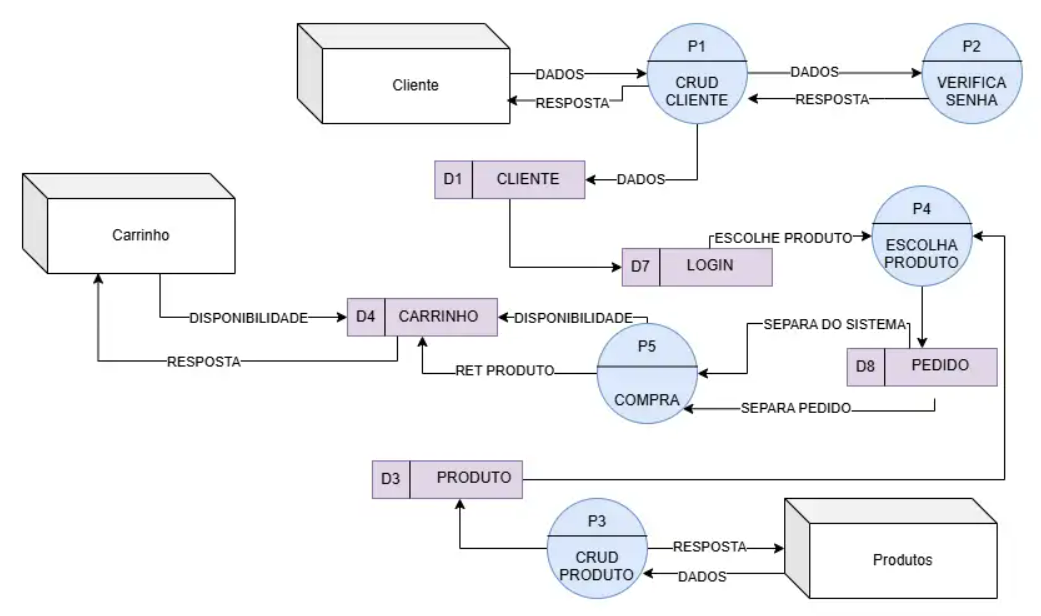 P1
P2
Cliente
DADOS
CRUD
CLIENTE
DADOS
VERIFICA
SENHA
RESPOSTA
RESPOSTA
D1
CLIENTE
DADOS
Carrinho
P4
ESCOLHE PRODUTO
ESCOLHA
PRODUTO
D7
LOGIN
DISPONIBILIDADE
D4
CARRINHO
DISPONIBILIDADE
SEPARA DO SISTEMA
P5
RESPOSTA
RET PRODUTO
D8
PEDIDO
COMPRA
SEPARA PEDIDO
D3
PRODUTO
P3
CRUD
PRODUTO
RESPOSTA
DADOS
Produtos